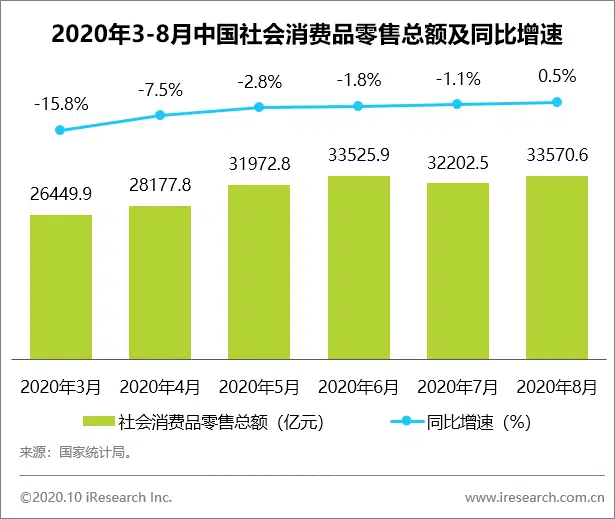 2020年3-8月中国社会消费品零售总额及同比增速
-15.8% -7.5% -2.8% -1.8% -1.1% 0.5%
26449.9 28177.8 31972.8 33525.9 32202.5 33570.6
2020年3月 2020年4月 2020年5月 2020年6月 2020年7月 2020年8月
社会消费品零售总额（亿元） 同比增速（%）
来源：国家统计局。
©2020.10 iResearch Inc. www.iresearch.com.cn